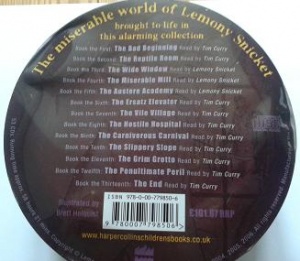 The miserable world of Lemony Snicket
brought to life in
this alarming collection
Book the First: The Bad Beginning Read by Tim Curry
Book the Second: The Reptile Room Read by Tim Curry
Book the Third: The Wide Window Read by Lemony Snicket
Book the Fourth: The Miserable Mill Read by Lemony Snicket
Book the Fifth: The Austere Academy Read by Lemony Snicket
Book the Sixth: The Ersatz Elevator Read by Tim Curry
Book the Seventh: The Vile Village Read by Tim Curry
Book the Eighth: The Hostile Hospital Read by Tim Curry
Book the Ninth: The Carnivorous Carnival Read by Tim Curry
Book the Tenth: The Slippery Slope Read by Tim Curry
Book the Eleventh: The Grim Grotto Read by Tim Curry
Book the Twelfth: The Penultimate Peril Read by Tim Curry
Book the Thirteenth: The End Read by Tim Curry
Illustrated by
Brett Helquist
ISBN 978-0-00-779850-6
9 780007 798506
www.harpercollinschildrensbooks.co.uk